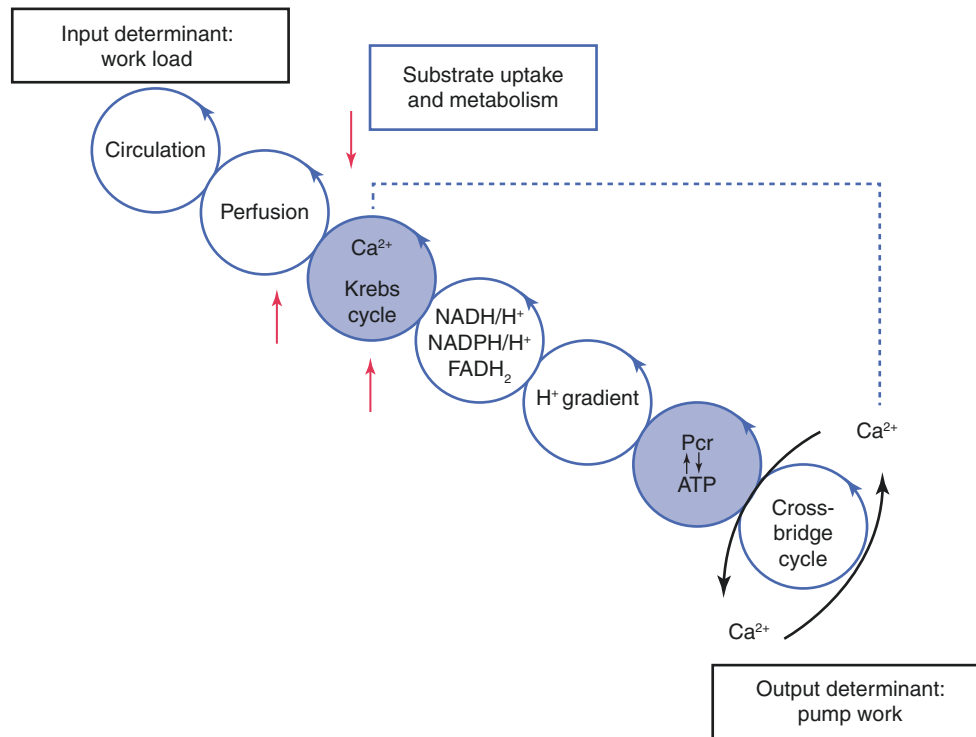 Input determinant:
work load
Substrate uptake
and metabolism
Circulation
Perfusion
Ca²⁺
Krebs
cycle
NADH/H⁺
NADPH/H⁺
FADH₂
H⁺ gradient
Pcr
ATP
Ca²⁺
Cross-
bridge
cycle
Ca²⁺
Output determinant:
pump work